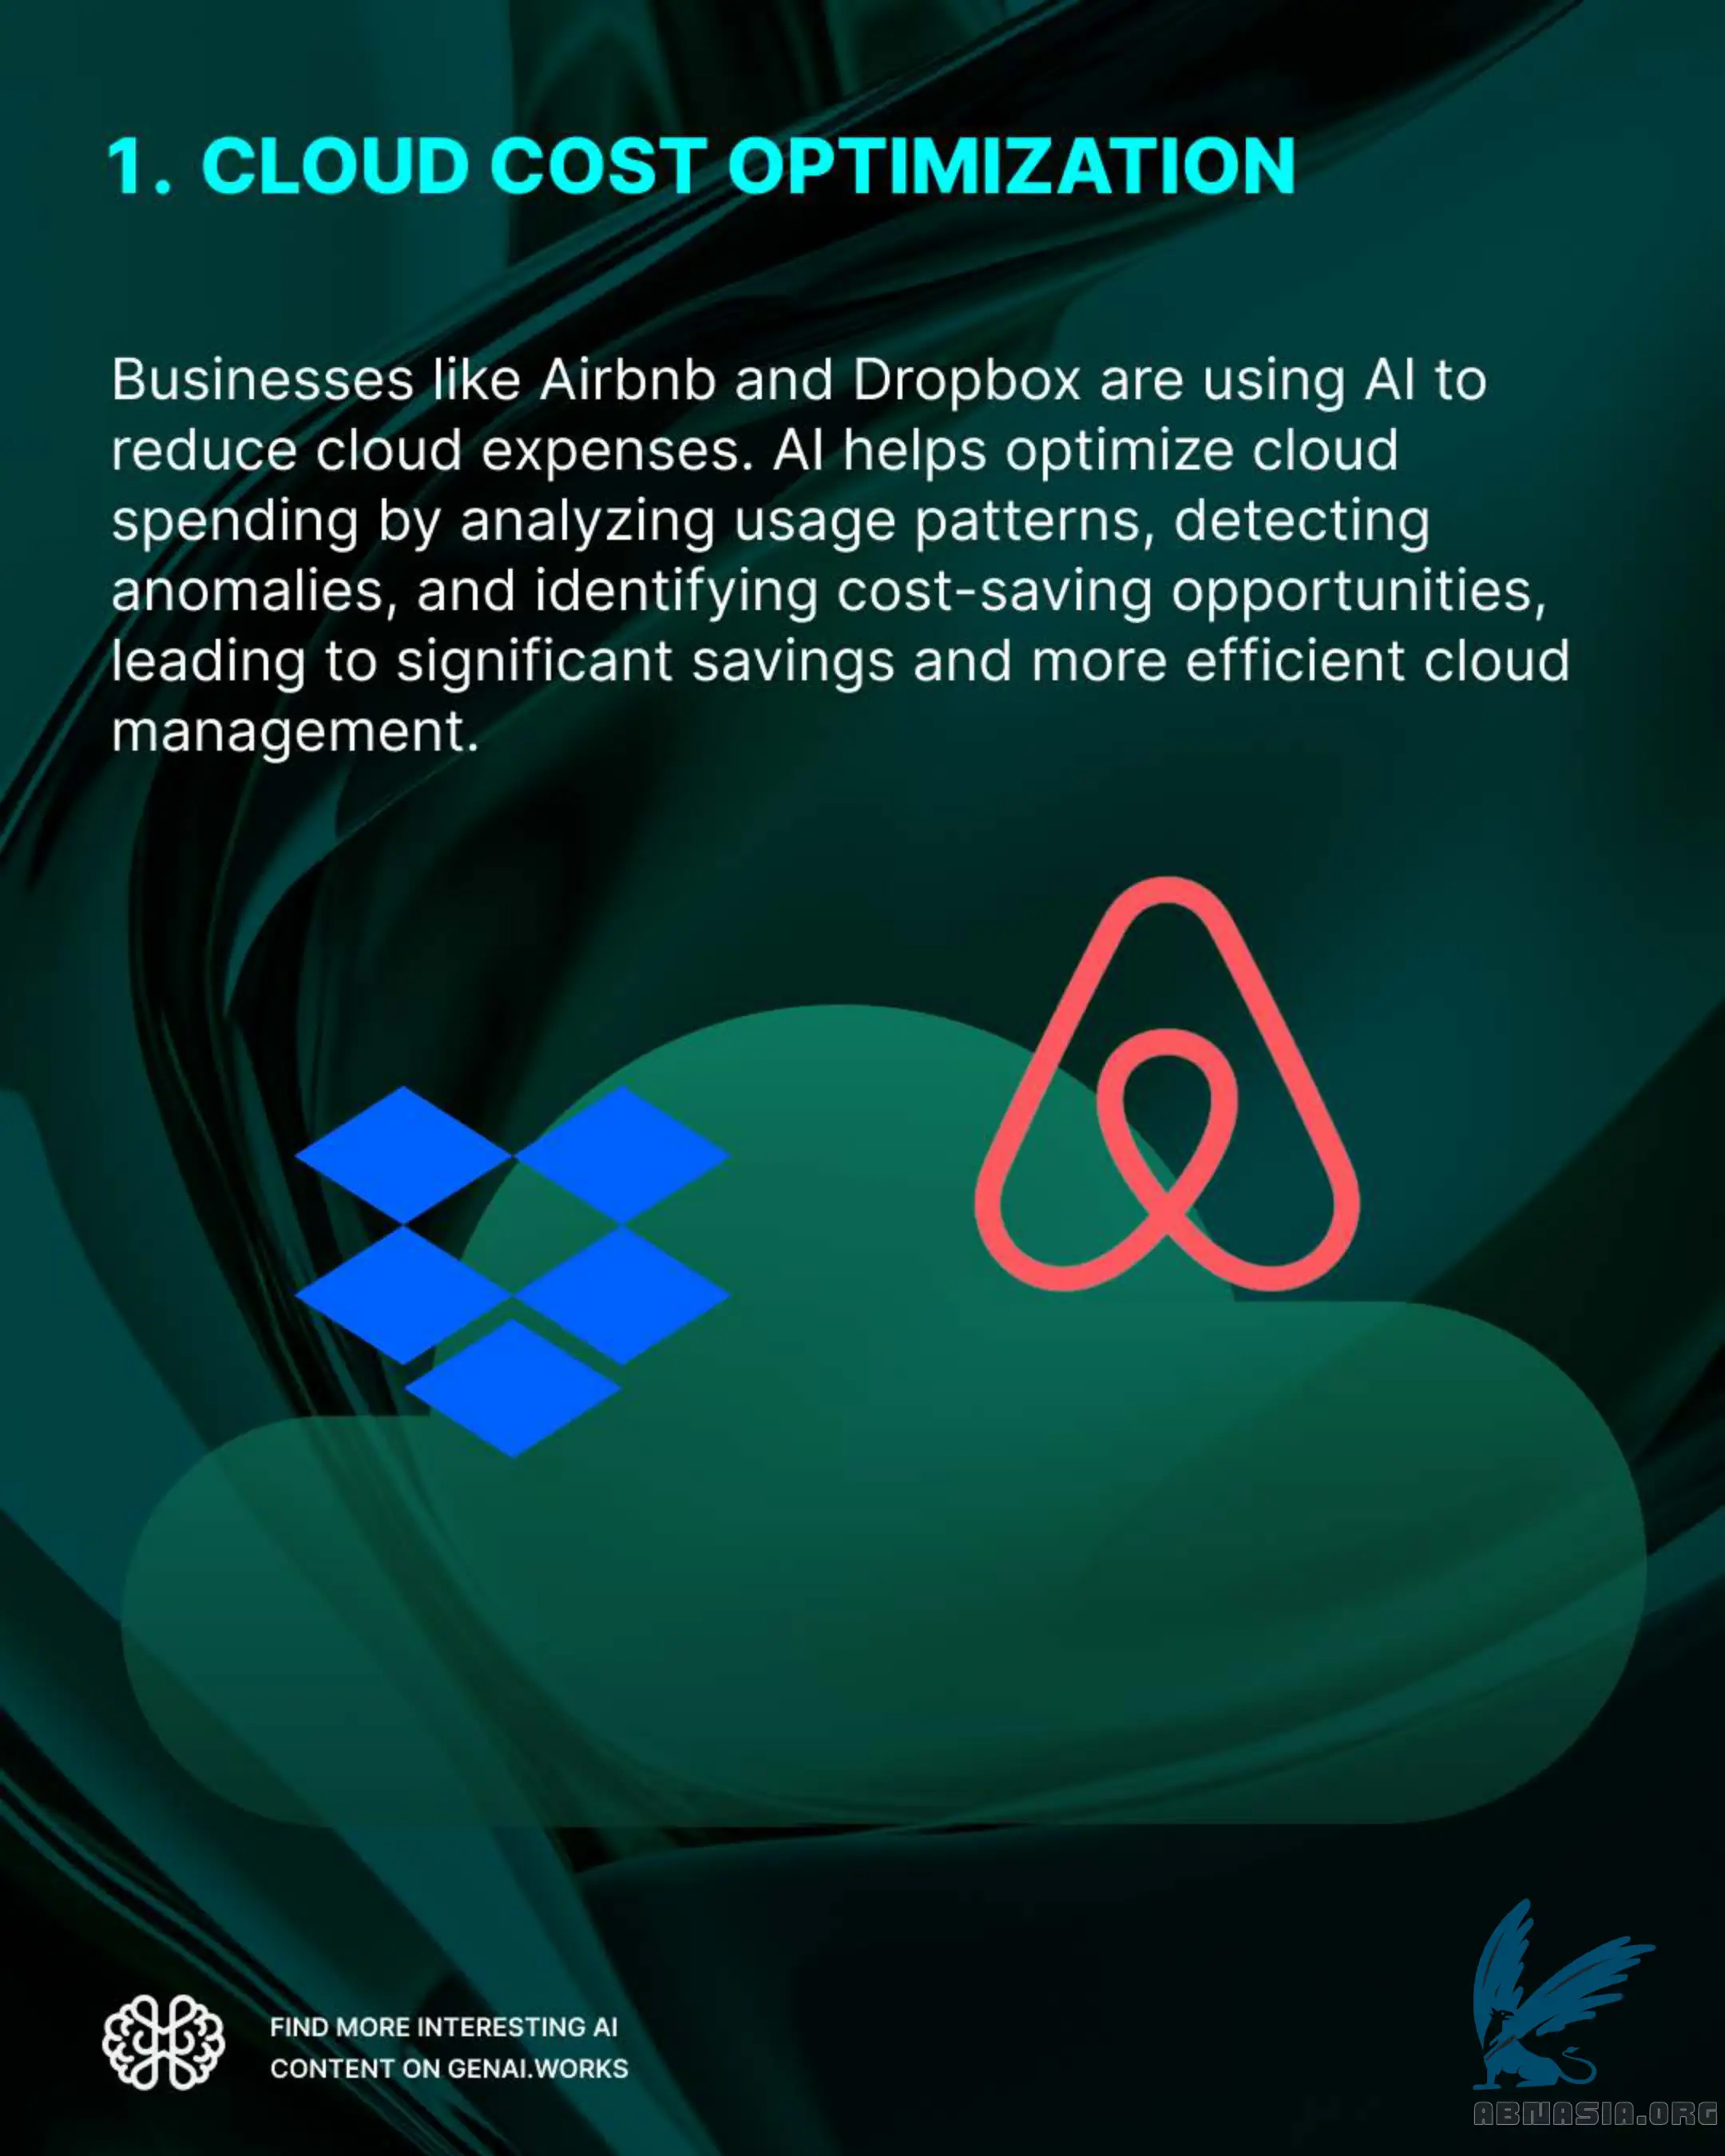 1. CLOUD COST OPTIMIZATION
Businesses like Airbnb and Dropbox are using AI to
reduce cloud expenses. AI helps optimize cloud
spending by analyzing usage patterns, detecting
anomalies, and identifying cost-saving opportunities,
leading to significant savings and more efficient cloud
management.
FIND MORE INTERESTING AI
CONTENT ON GENAI.WORKS
ABNASIA.ORG